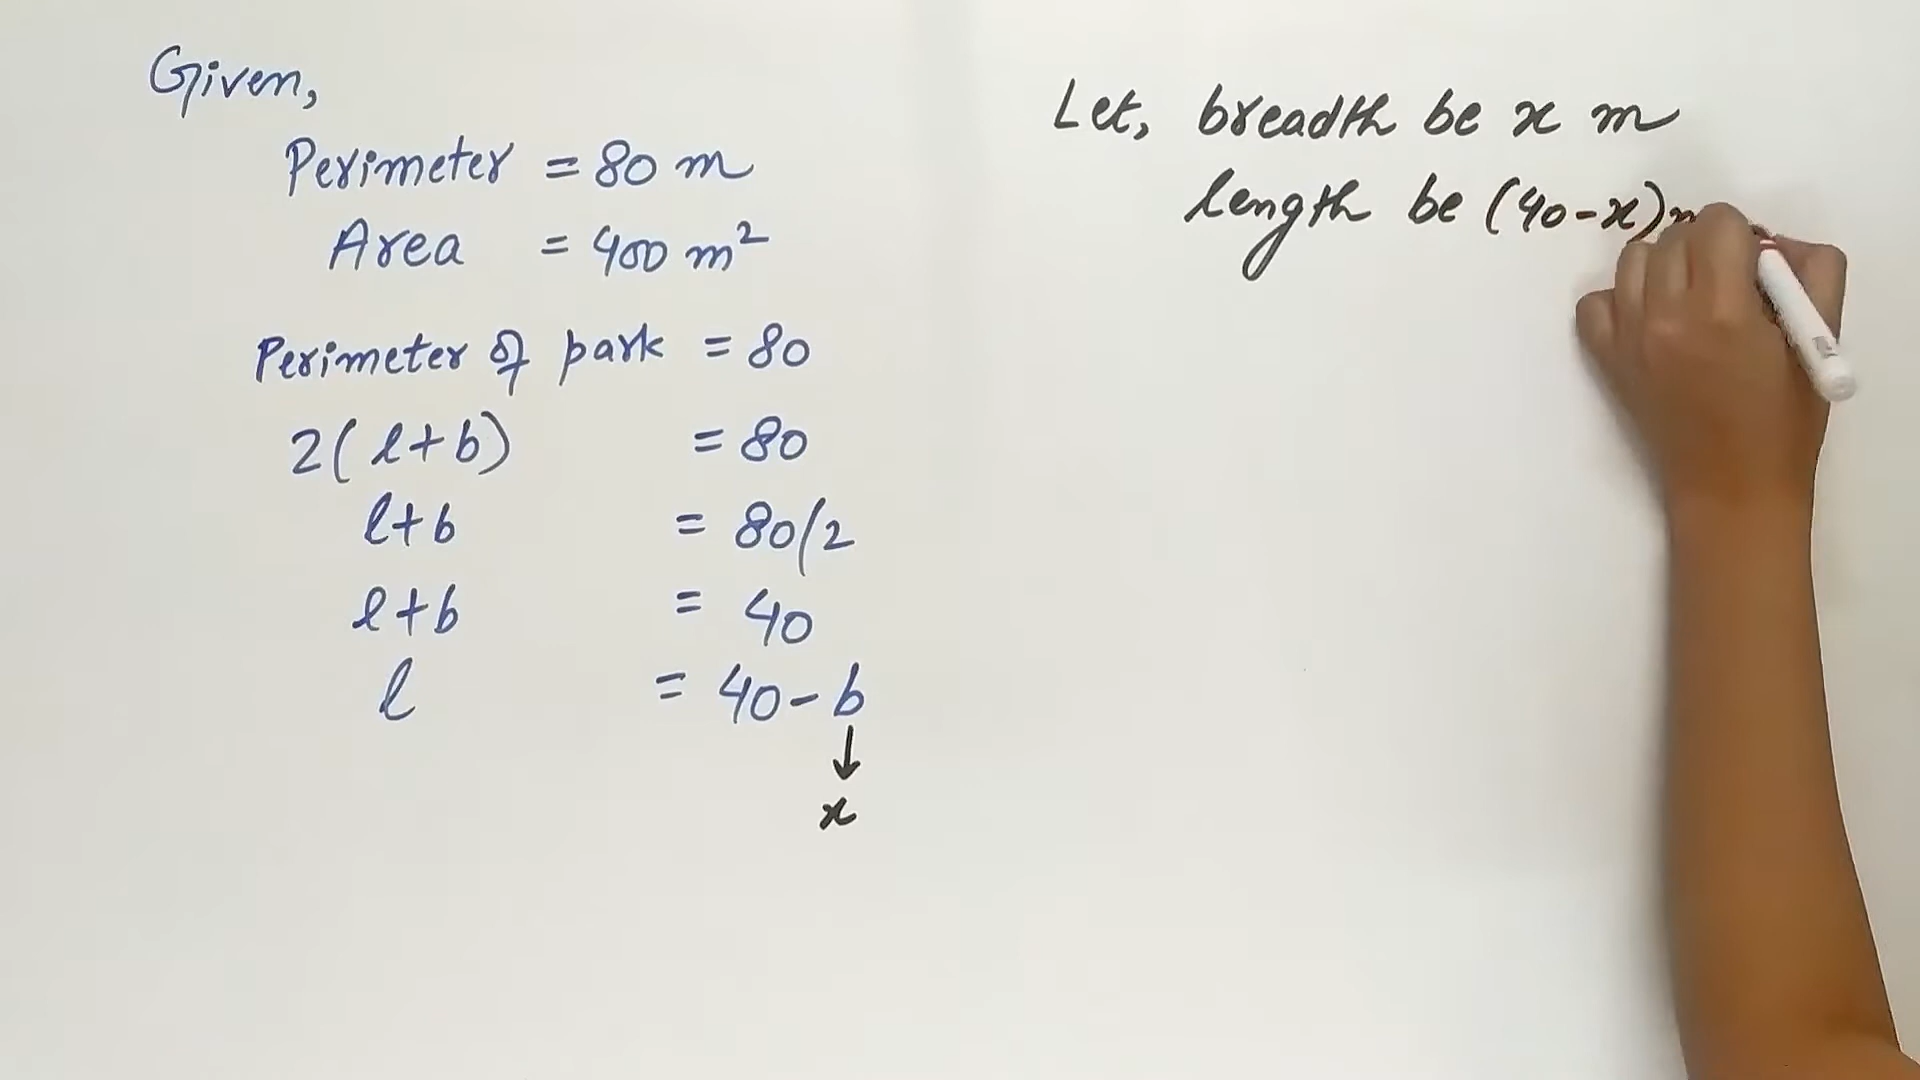 Given,
Perimeter = 80 m
Area = 400 m²
Perimeter of park = 80
2(l+b) = 80
l+b = 80/2
l+b = 40
l = 40-b
↓
x
Let, breadth be x m
length be (40-x)m